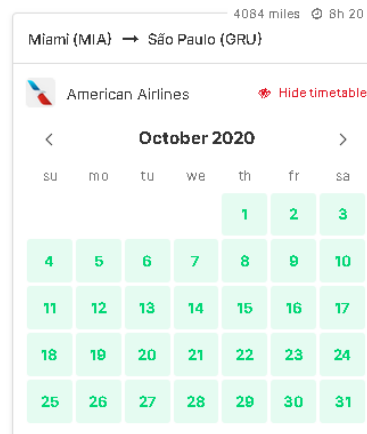 4084 miles 8h 20
Miami (MIA) → São Paulo (GRU)
American Airlines Hide timetable
< October 2020 >
su mo tu we th fr sa
1 2 3
4 5 6 7 8 9 10
11 12 13 14 15 16 17
18 19 20 21 22 23 24
25 26 27 28 29 30 31